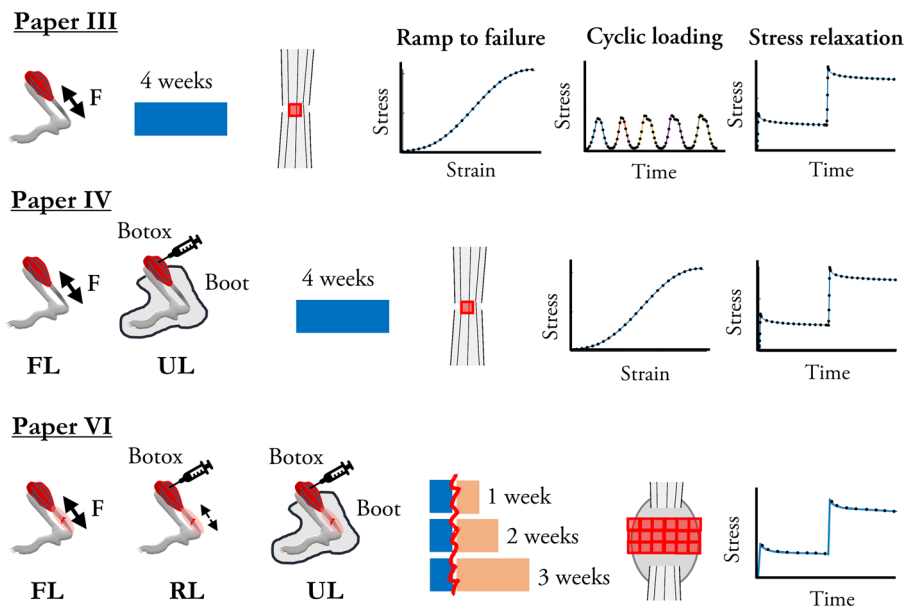 Paper III
Ramp to failure
Cyclic loading
Stress relaxation
F
4 weeks
Stress
Strain
Stress
Time
Stress
Time
Paper IV
Botox
Boot
F
4 weeks
Stress
Strain
Stress
Time
FL
UL
Paper VI
Botox
Botox
Boot
F
1 week
2 weeks
3 weeks
Stress
Time
FL
RL
UL